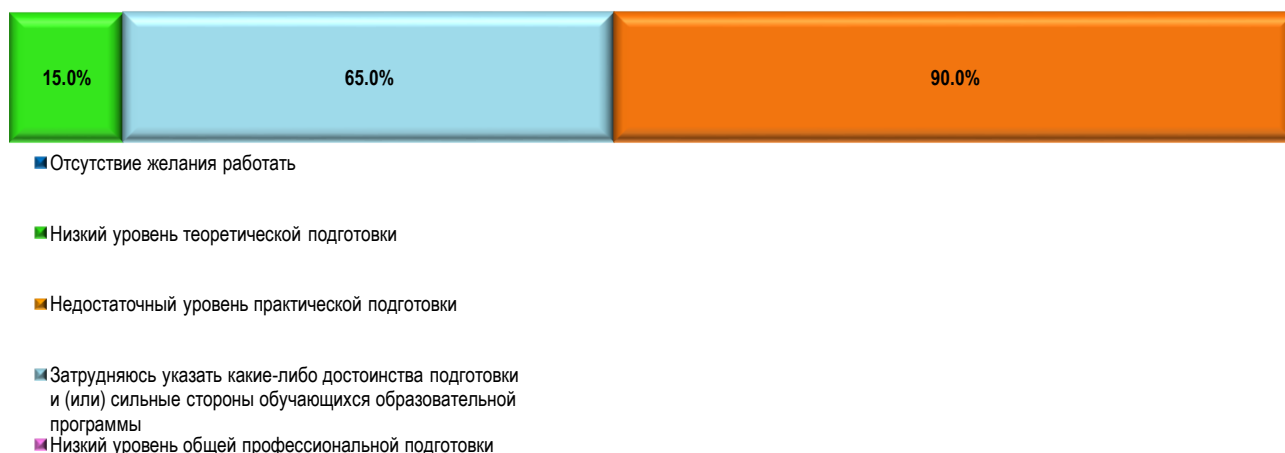 15.0% 65.0% 90.0%
Отсутствие желания работать
Низкий уровень теоретической подготовки
Недостаточный уровень практической подготовки
Затрудняюсь указать какие-либо достоинства подготовки
и (или) сильные стороны обучающихся образовательной
программы
Низкий уровень общей профессиональной подготовки